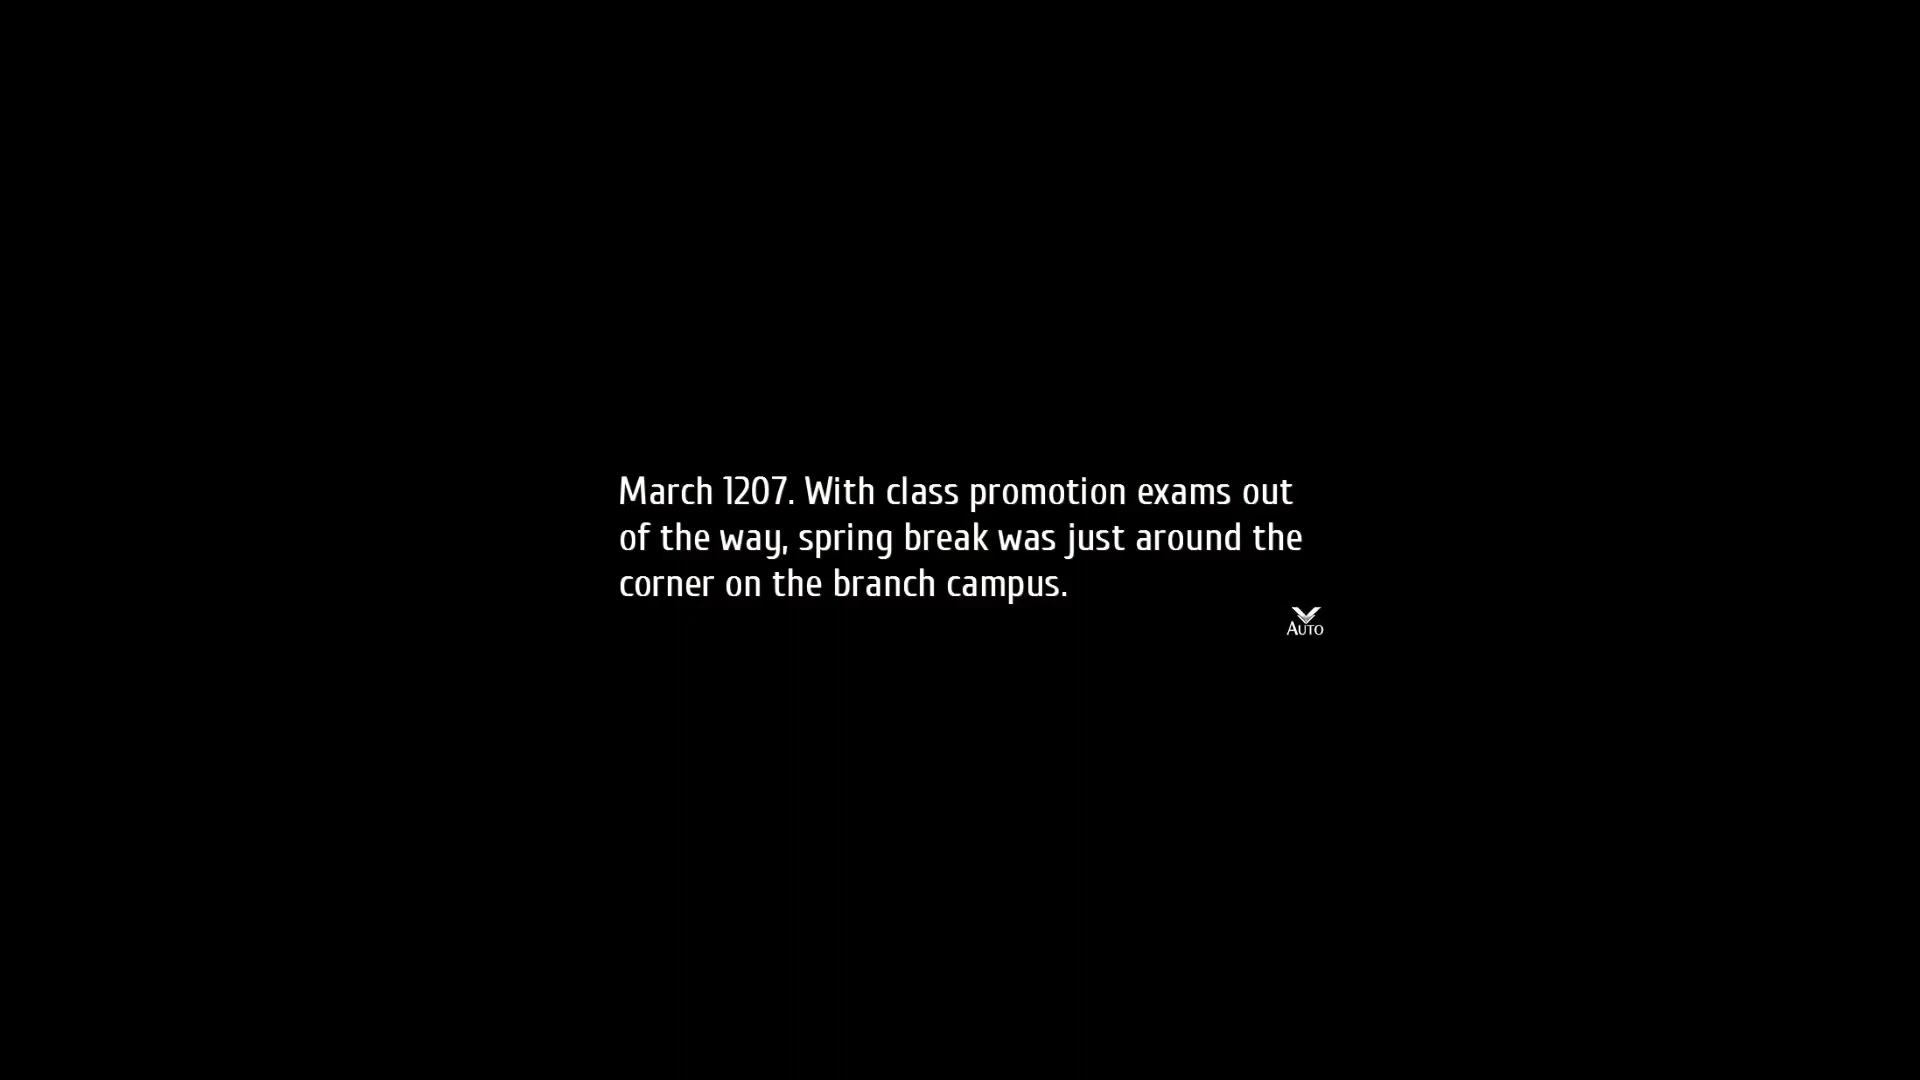 March 1207. With class promotion exams out
of the way, spring break was just around the
corner on the branch campus.
AUTO